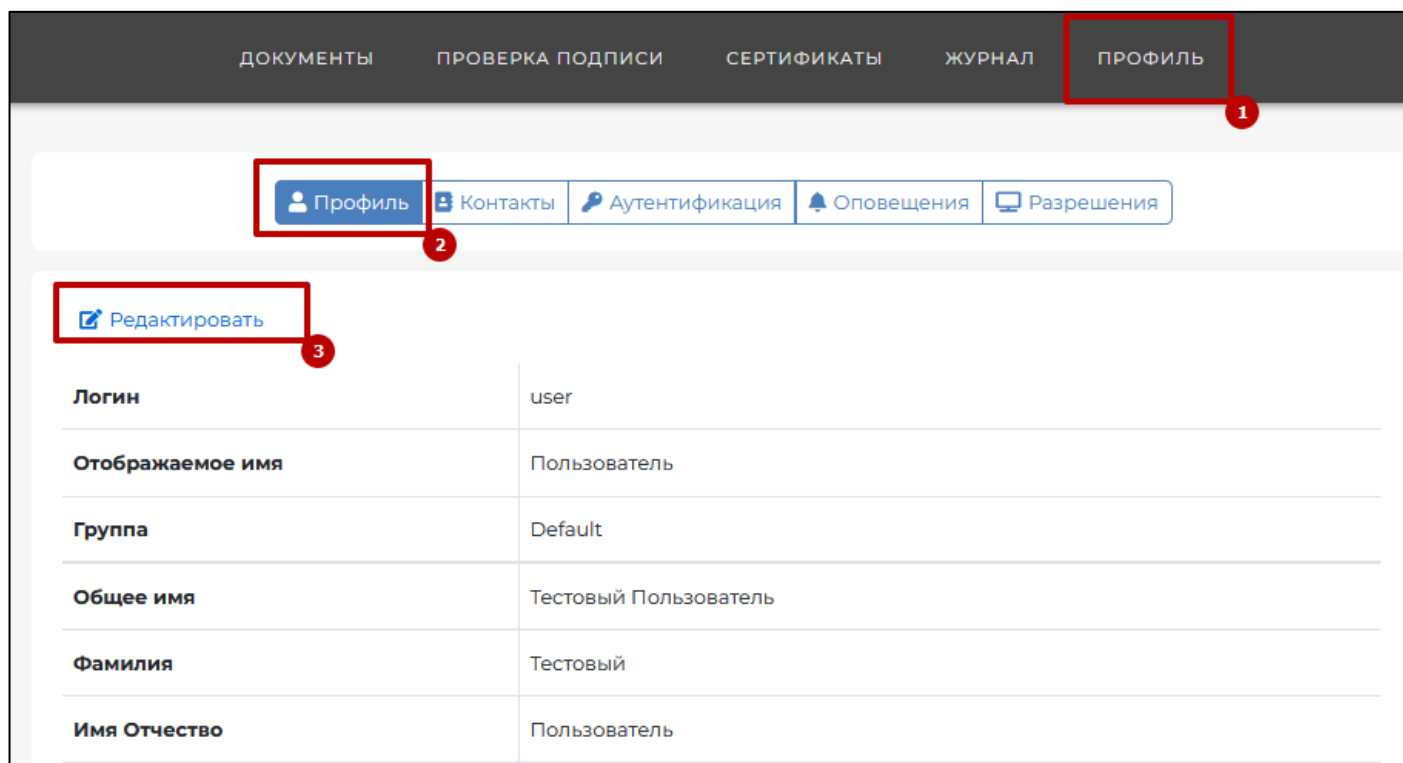 ДОКУМЕНТЫ ПРОВЕРКА ПОДПИСИ СЕРТИФИКАТЫ ЖУРНАЛ ПРОФИЛЬ
1
Профиль Контакты Аутентификация Оповещения Разрешения
2
Редактировать
3
Логин user
Отображаемое имя Пользователь
Группа Default
Общее имя Тестовый Пользователь
Фамилия Тестовый
Имя Отчество Пользователь